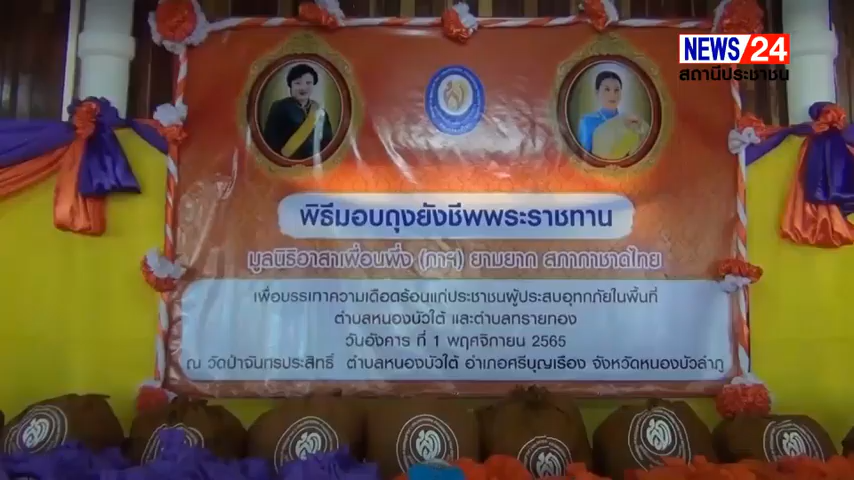 NEWS/24
สถานีประชาชน
พิธีมอบถุงยังชีพพระราชทาน
มูลนิธิอาสาเพื่อนพึ่ง (ภาฯ) ยามยาก สภากาชาดไทย
เพื่อบรรเทาความเดือดร้อนแก่ประชาชนผู้ประสบอุทกภัยในพื้นที่
ตำบลหนองบัวใต้ และตำบลทรายทอง
วันอังคาร ที่ 1 พฤศจิกายน 2565
ณ วัดป่าจันทรประสิทธิ์ ตำบลหนองบัวใต้ อำเภอศรีบุญเรือง จังหวัดหนองบัวลำภู